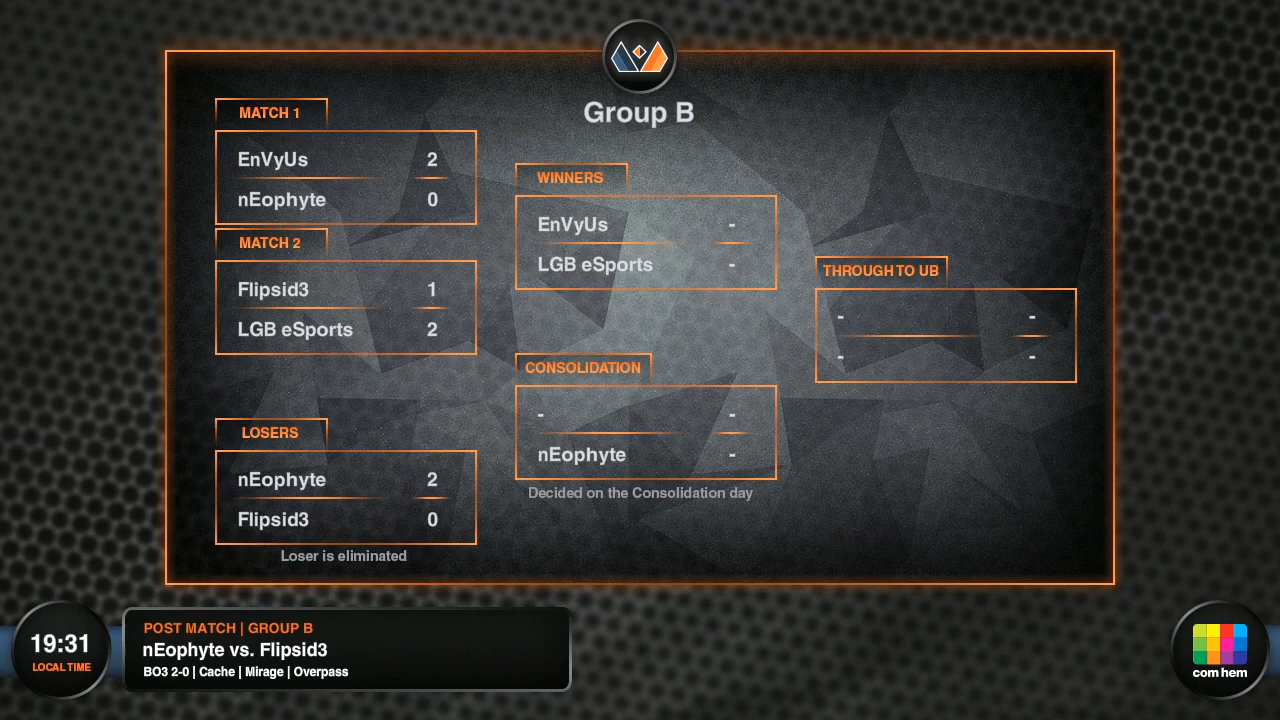 Group B
MATCH 1
EnVyUs 2
nEophyte 0
MATCH 2
Flipsid3 1
LGB eSports 2
LOSERS
nEophyte 2
Flipsid3 0
Loser is eliminated
WINNERS
EnVyUs -
LGB eSports -
CONSOLIDATION
- -
nEophyte -
Decided on the Consolidation day
THROUGH TO UB
- -
- -
19:31
LOCAL TIME
POST MATCH | GROUP B
nEophyte vs. Flipsid3
BO3 2-0 | Cache | Mirage | Overpass
com hem